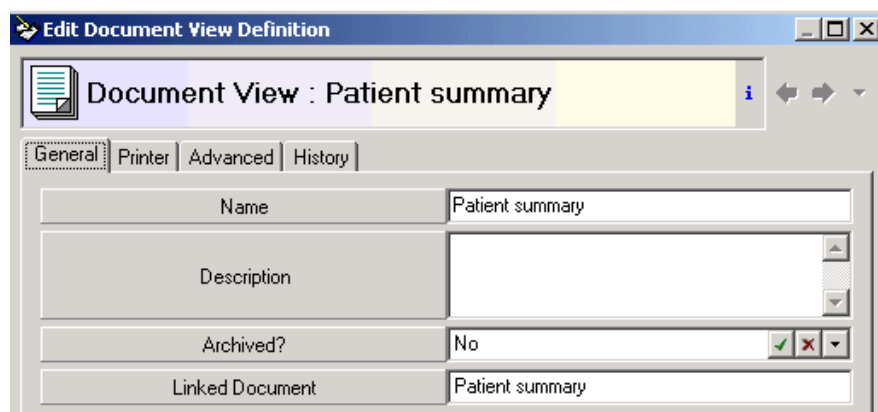 Edit Document View Definition
Document View : Patient summary
i
General Printer Advanced History
Name Patient summary
Description
Archived? No
Linked Document Patient summary